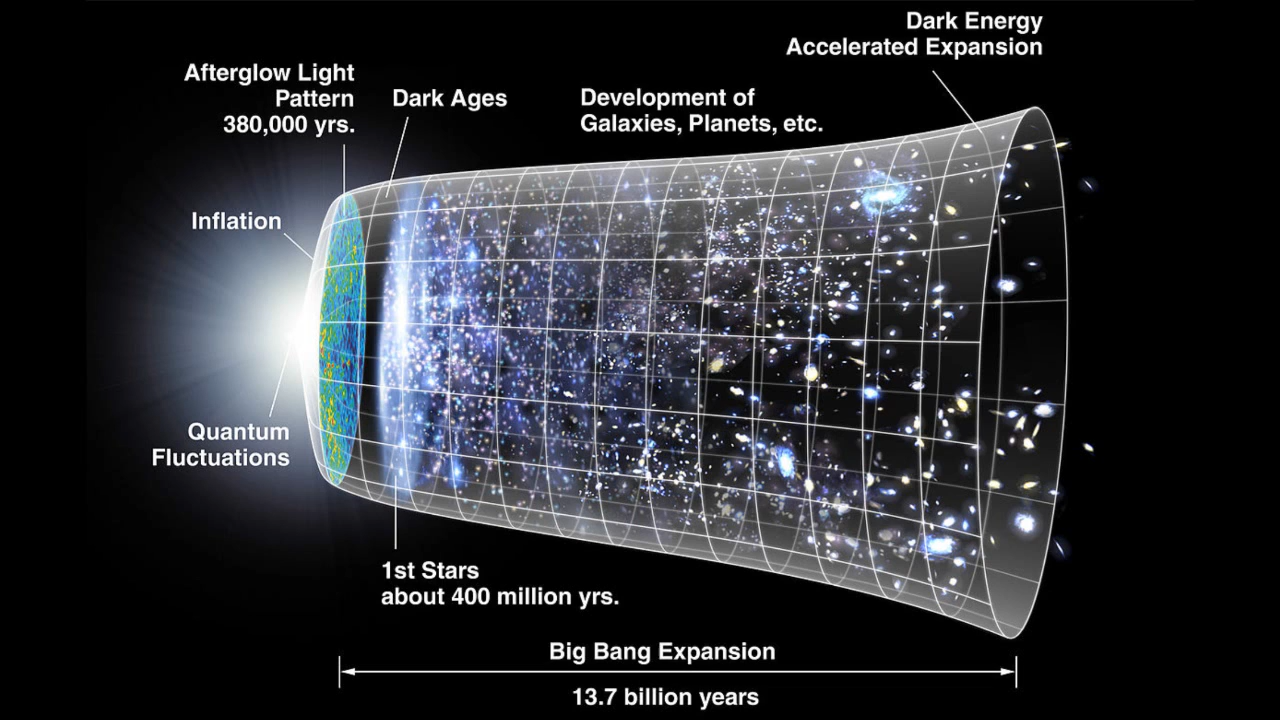 Dark Energy
Accelerated Expansion
Afterglow Light
Pattern
380,000 yrs.
Dark Ages
Development of
Galaxies, Planets, etc.
Inflation
Quantum
Fluctuations
1st Stars
about 400 million yrs.
Big Bang Expansion
13.7 billion years